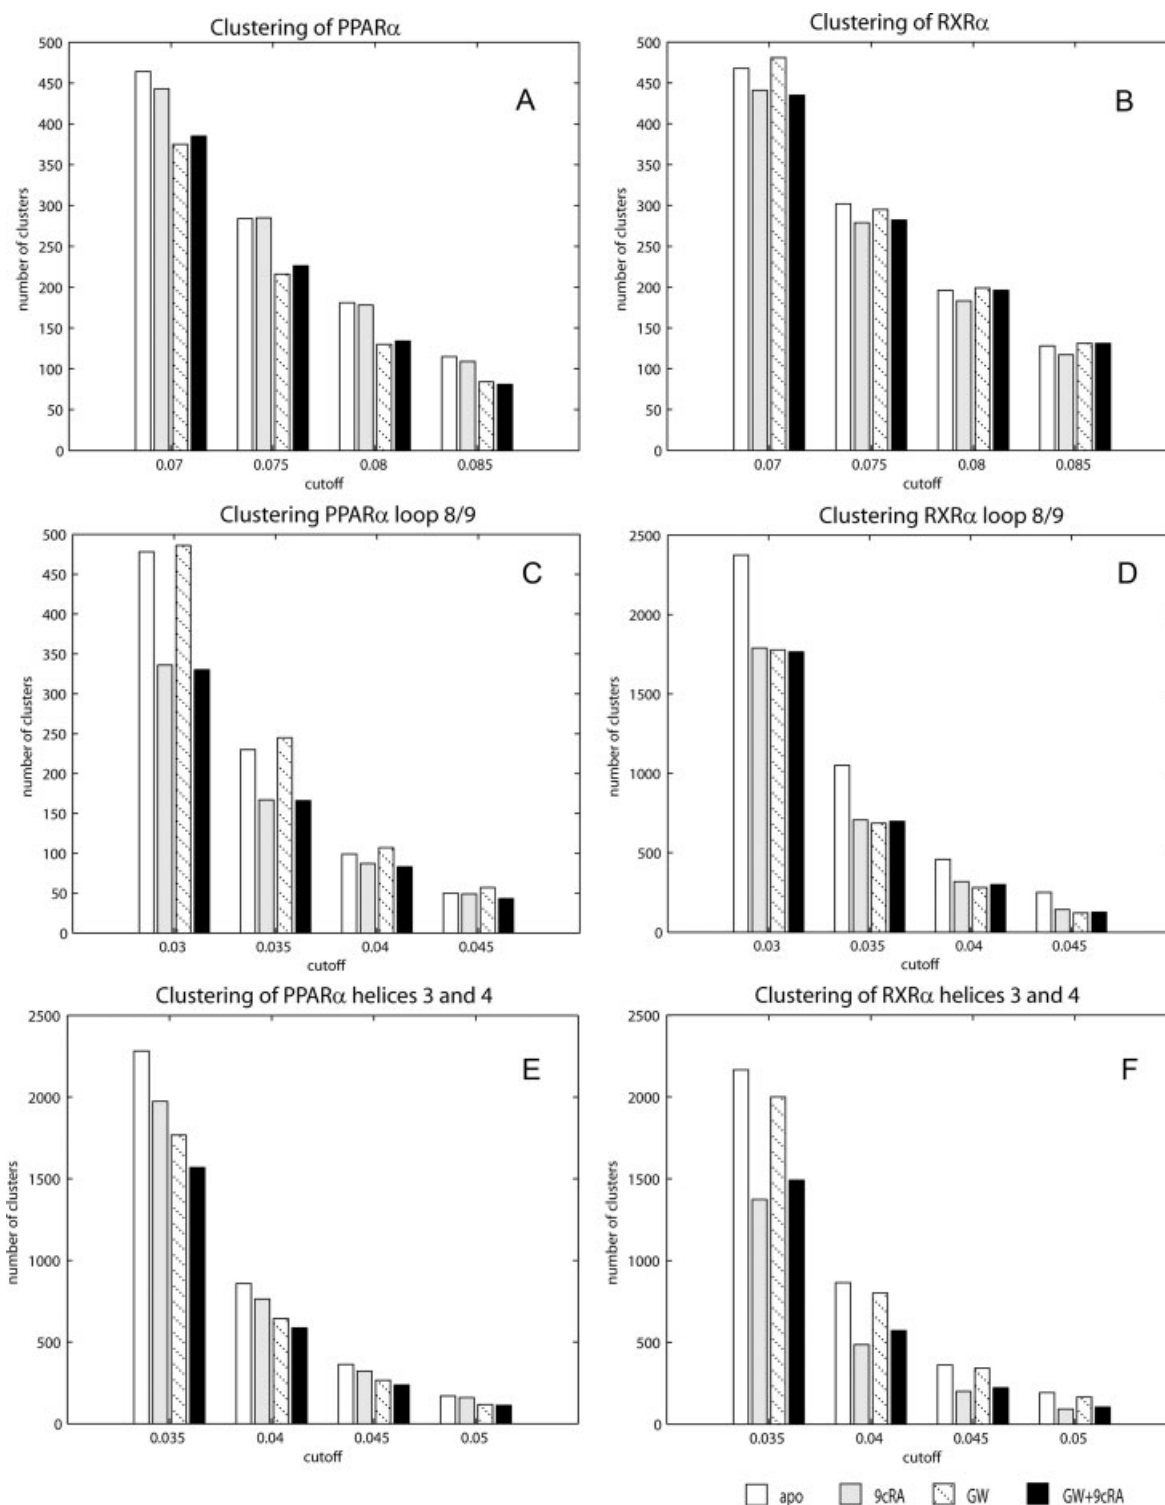 Clustering of PPARα
500
450
400
350
300
250
200
150
100
50
0
number of clusters
A
0.07 0.075 0.08 0.085
cutoff
Clustering of RXRα
500
450
400
350
300
250
200
150
100
50
0
number of clusters
B
0.07 0.075 0.08 0.085
cutoff
Clustering PPARα loop 8/9
500
450
400
350
300
250
200
150
100
50
0
number of clusters
C
0.03 0.035 0.04 0.045
cutoff
Clustering RXRα loop 8/9
2500
2000
1500
1000
500
0
number of clusters
D
0.03 0.035 0.04 0.045
cutoff
Clustering of PPARα helices 3 and 4
2500
2000
1500
1000
500
0
number of clusters
E
0.035 0.04 0.045 0.05
cutoff
Clustering of RXRα helices 3 and 4
2500
2000
1500
1000
500
0
number of clusters
F
0.035 0.04 0.045 0.05
cutoff
apo 9cRA GW GW+9cRA